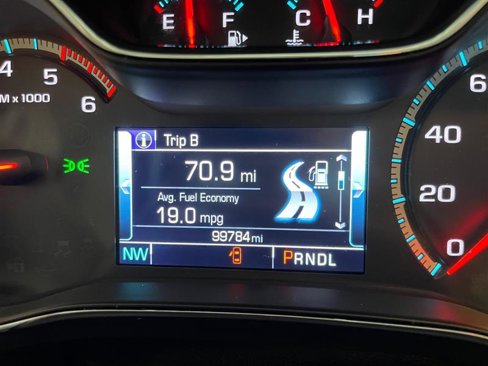 E F C H
4 5 6
M x 1000
Trip B
70.9 mi
Avg. Fuel Economy
19.0 mpg
99784 mi
NW PRNDL
40
20
0